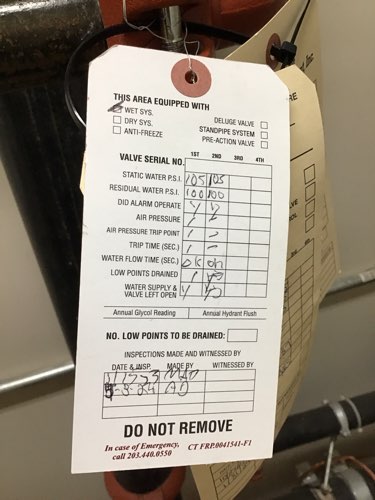 THIS AREA EQUIPPED WITH
WET SYS.
DRY SYS.
ANTI-FREEZE
DELUGE VALVE
STANDPIPE SYSTEM
PRE-ACTION VALVE
1ST 2ND 3RD 4TH
VALVE SERIAL NO:
STATIC WATER P.S.I. 105 105
RESIDUAL WATER P.S.I. 100 100
DID ALARM OPERATE Y Y
AIR PRESSURE
AIR PRESSURE TRIP POINT
TRIP TIME (SEC.)
WATER FLOW TIME (SEC.) OK
LOW POINTS DRAINED
WATER SUPPLY & VALVE LEFT OPEN
Annual Glycol Reading Annual Hydrant Flush
NO. LOW POINTS TO BE DRAINED:
INSPECTIONS MADE AND WITNESSED BY
DATE & INSP. MADE BY WITNESSED BY
DO NOT REMOVE
In case of Emergency,
call 203.440.0550
CT FRP.0041541-F1